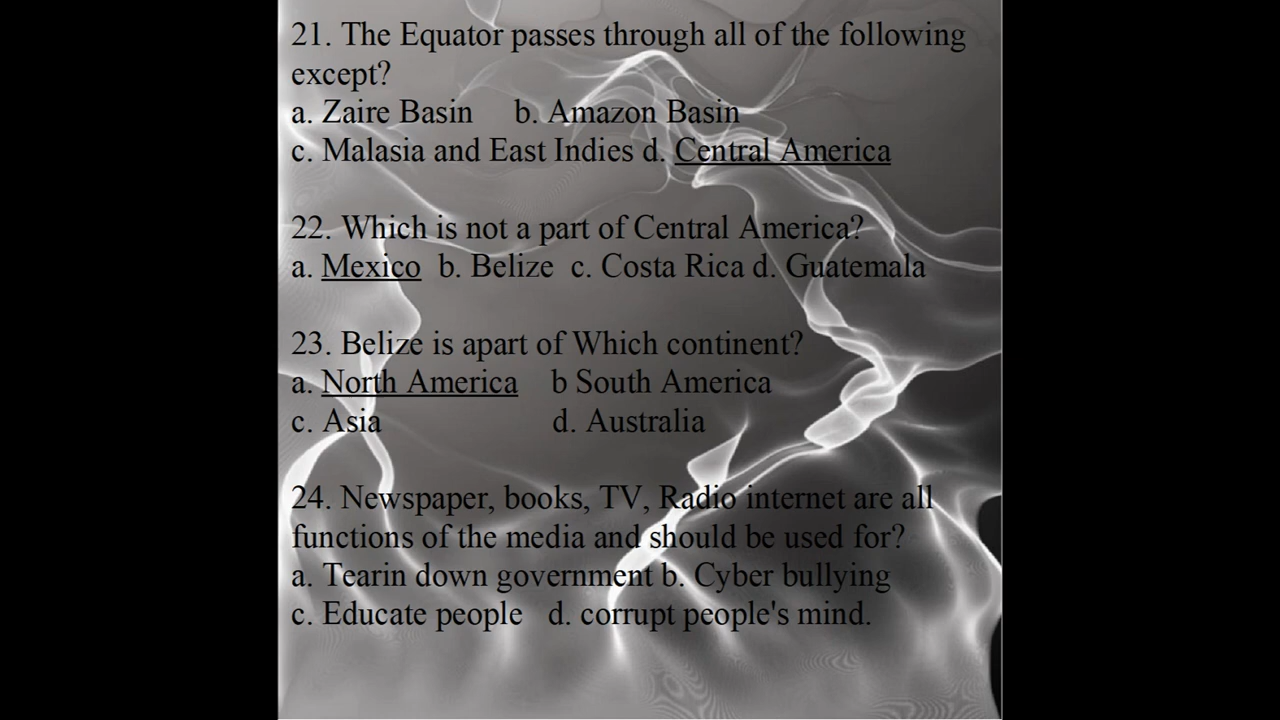 21. The Equator passes through all of the following
except?
a. Zaire Basin b. Amazon Basin
c. Malasia and East Indies d. Central America
22. Which is not a part of Central America?
a. Mexico b. Belize c. Costa Rica d. Guatemala
23. Belize is apart of Which continent?
a. North America b South America
c. Asia d. Australia
24. Newspaper, books, TV, Radio internet are all
functions of the media and should be used for?
a. Tearin down government b. Cyber bullying
c. Educate people d. corrupt people's mind.